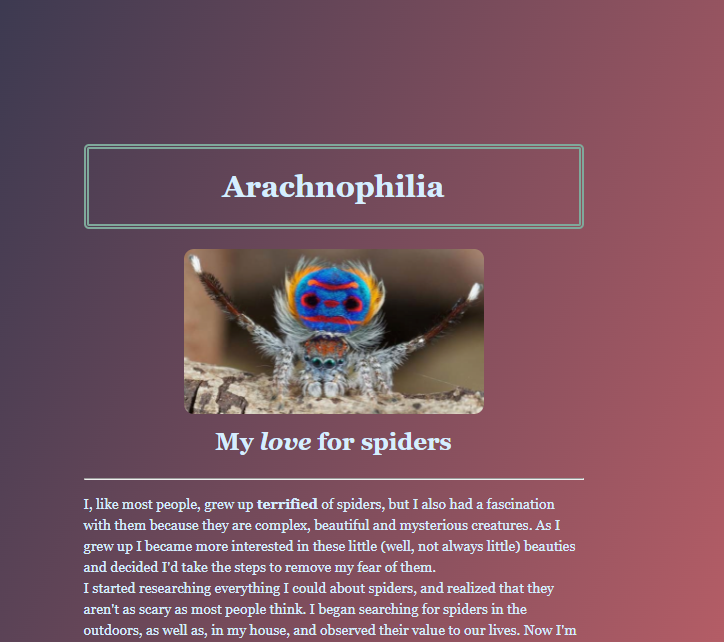 Arachnophilia
My love for spiders
I, like most people, grew up terrified of spiders, but I also had a fascination
with them because they are complex, beautiful and mysterious creatures. As I
grew up I became more interested in these little (well, not always little) beauties
and decided I'd take the steps to remove my fear of them.
I started researching everything I could about spiders, and realized that they
aren't as scary as most people think. I began searching for spiders in the
outdoors, as well as, in my house, and observed their value to our lives. Now I'm